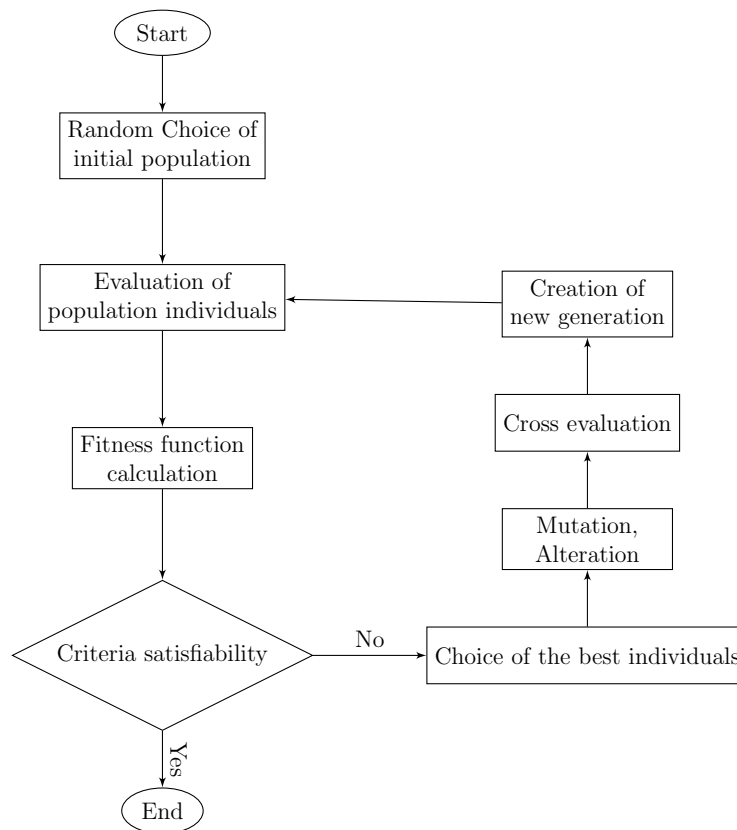 Start
Random Choice of
initial population
Evaluation of
population individuals
Creation of
new generation
Cross evaluation
Fitness function
calculation
Mutation,
Alteration
Criteria satisfiability
No
Choice of the best individuals
Yes
End